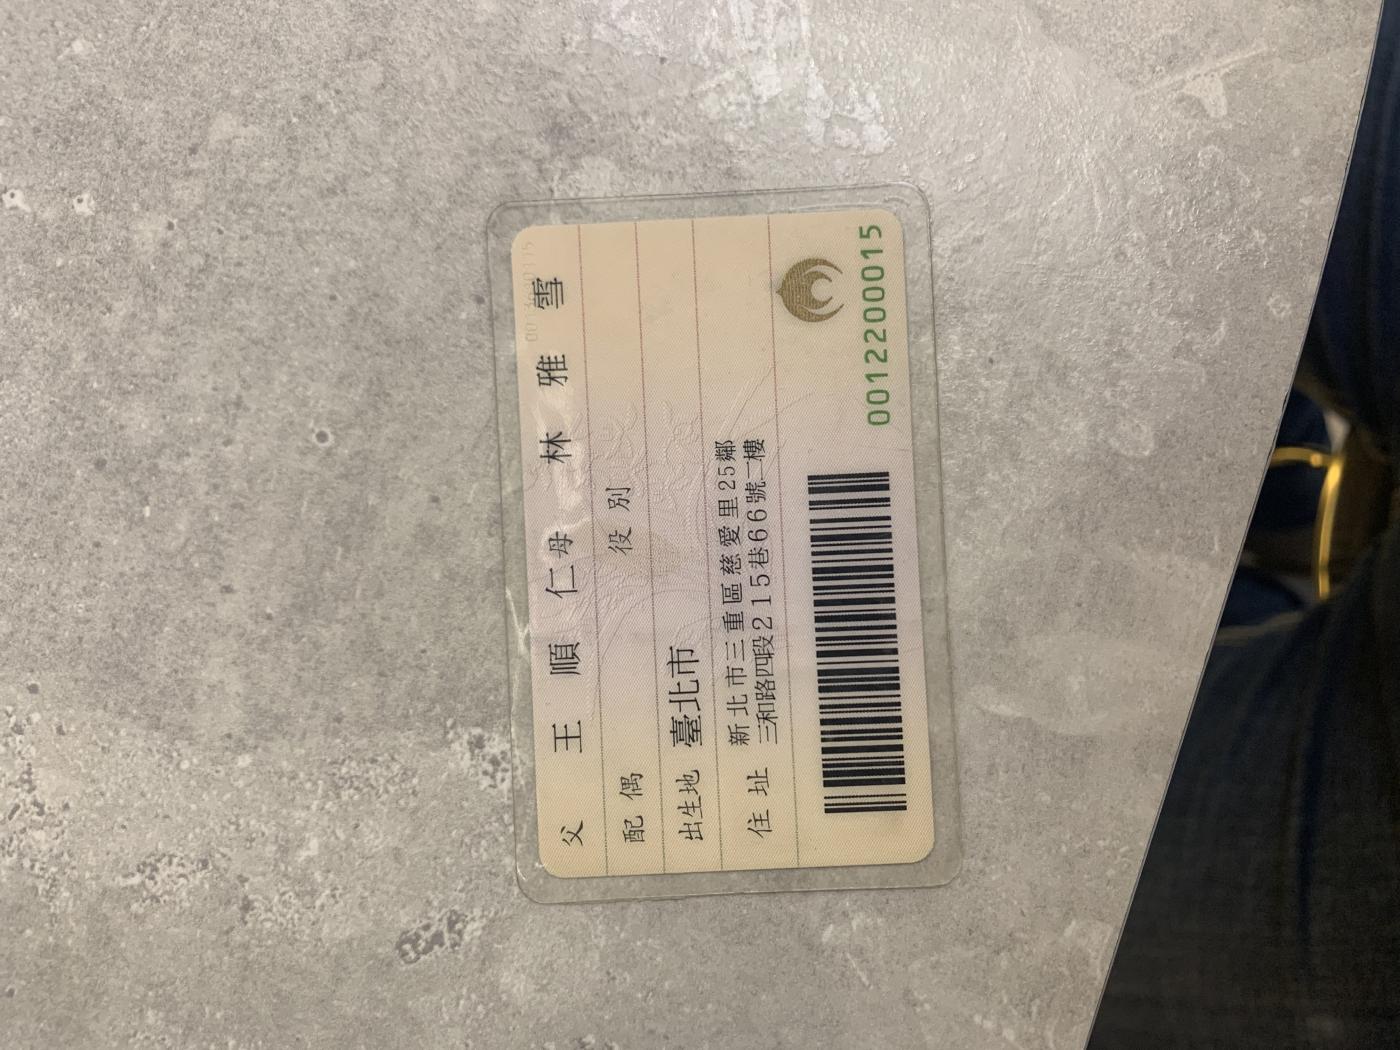 父 王 順 仁 母 林 雅 雪
配偶 役別
出生地 臺北市
住址 新北市三重區慈愛里25鄰
三和路四段215巷66號二樓
0012200015